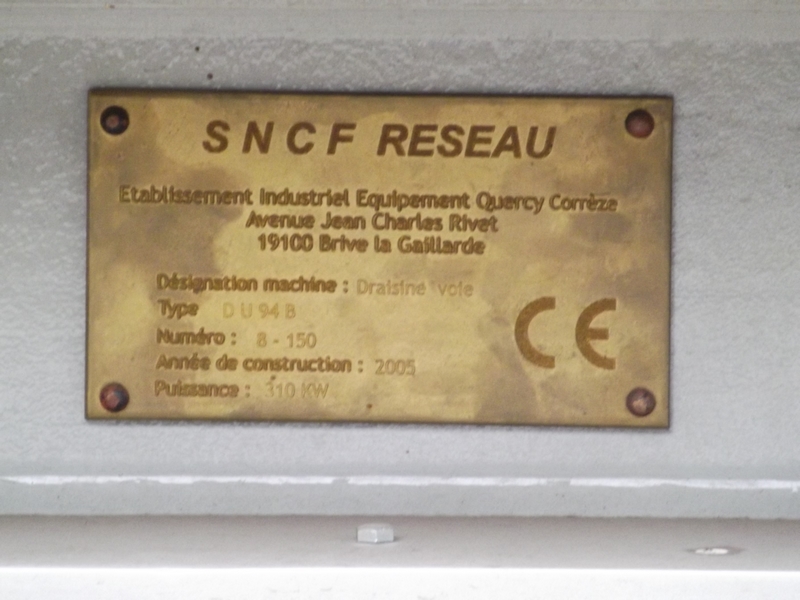 SNCF RESEAU
Etablissement Industriel Equipement Quercy Corrèze
Avenue Jean Charles Rivet
19100 Brive la Gaillarde
Désignation machine : Draisine voie
Type D U 94 B
Numéro : 8 - 150
Année de construction : 2005
Puissance : 310 KW
CE